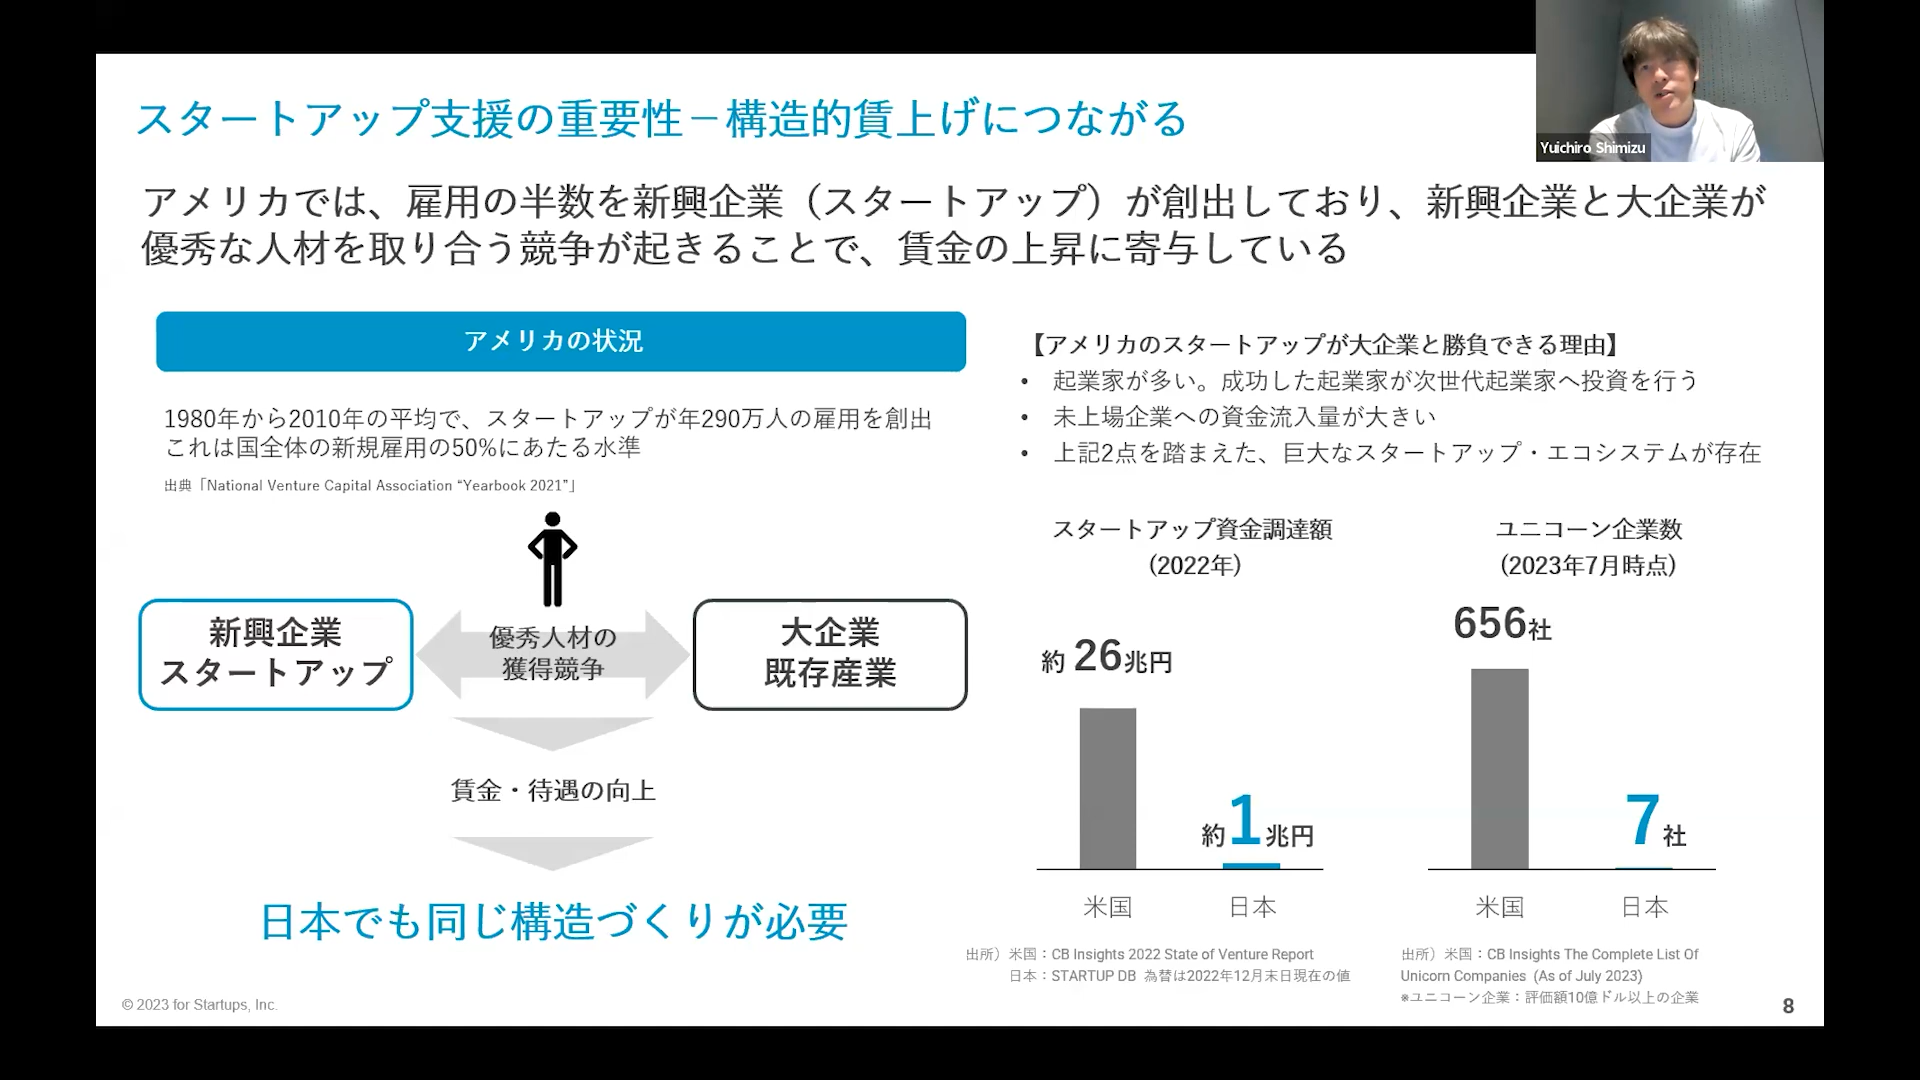 スタートアップ支援の重要性－構造的賃上げにつながる
Yuichiro Shimizu
アメリカでは、雇用の半数を新興企業（スタートアップ）が創出しており、新興企業と大企業が
優秀な人材を取り合う競争が起きることで、賃金の上昇に寄与している
アメリカの状況
1980年から2010年の平均で、スタートアップが年290万人の雇用を創出
これは国全体の新規雇用の50%にあたる水準
出典「National Venture Capital Association “Yearbook 2021”」
新興企業
スタートアップ
優秀人材の
獲得競争
大企業
既存産業
賃金・待遇の向上
日本でも同じ構造づくりが必要
【アメリカのスタートアップが大企業と勝負できる理由】
• 起業家が多い。成功した起業家が次世代起業家へ投資を行う
• 未上場企業への資金流入量が大きい
• 上記2点を踏まえた、巨大なスタートアップ・エコシステムが存在
スタートアップ資金調達額
(2022年)
約 26兆円
約1兆円
米国 日本
出所）米国：CB Insights 2022 State of Venture Report
日本：STARTUP DB 為替は2022年12月末日現在の値
ユニコーン企業数
(2023年7月時点)
656社
7社
米国 日本
出所）米国：CB Insights The Complete List Of
Unicorn Companies (As of July 2023)
※ユニコーン企業：評価額10億ドル以上の企業
© 2023 for Startups, Inc.
8